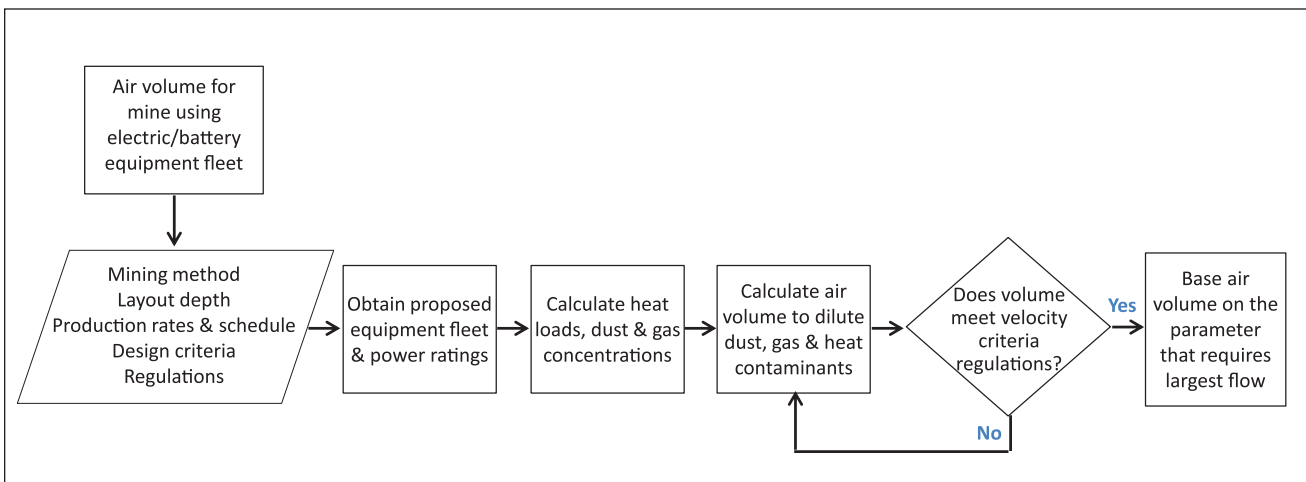 Air volume for
mine using
electric/battery
equipment fleet
Mining method
Layout depth
Production rates & schedule
Design criteria
Regulations
Obtain proposed
equipment fleet
& power ratings
Calculate heat
loads, dust & gas
concentrations
Calculate air
volume to dilute
dust, gas & heat
contaminants
Does volume
meet velocity
criteria
regulations?
Yes
No
Base air
volume on the
parameter
that requires
largest flow